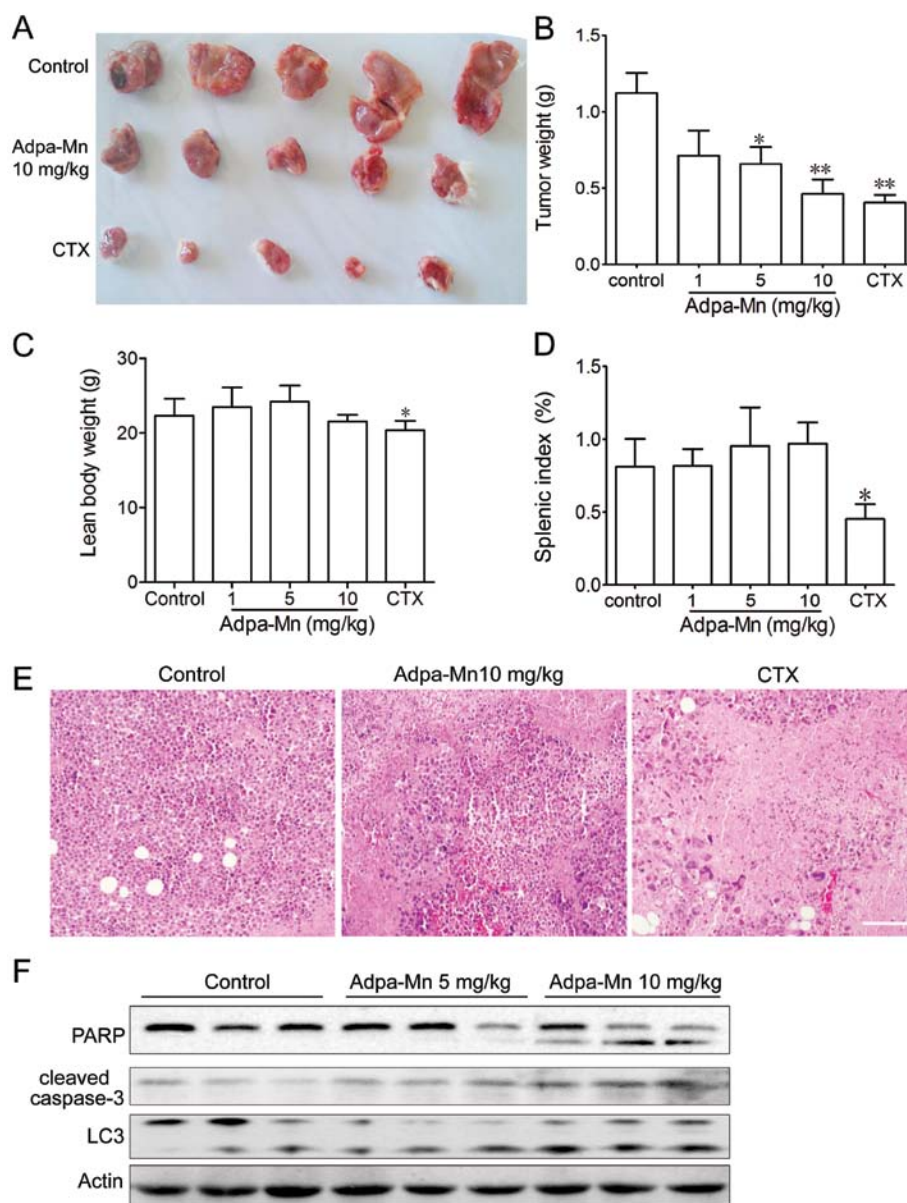 A
Control
Adpa-Mn
10 mg/kg
CTX
B
Tumor weight (g)
1.5
1.0
0.5
0.0
*
**
**
control
1
5
10
CTX
Adpa-Mn (mg/kg)
C
Lean body weight (g)
30
20
10
0
*
Control
1
5
10
CTX
Adpa-Mn (mg/kg)
D
Splenic index (%)
1.5
1.0
0.5
0.0
*
control
1
5
10
CTX
Adpa-Mn (mg/kg)
E
Control
Adpa-Mn10 mg/kg
CTX
F
Control
Adpa-Mn 5 mg/kg
Adpa-Mn 10 mg/kg
PARP
cleaved
caspase-3
LC3
Actin